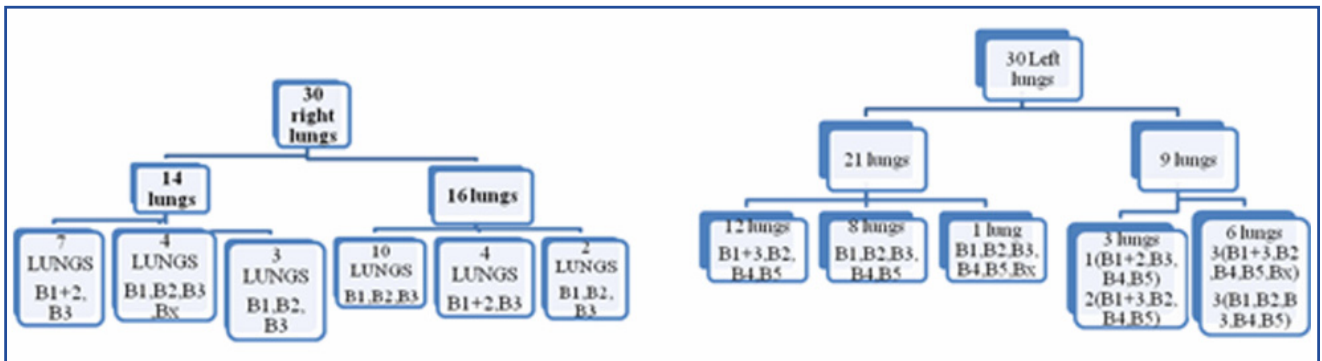 30
right
lungs
14
lungs
16 lungs
7
LUNGS
B1+2,
B3
4
LUNGS
B1,B2,B3
,Bx
3
LUNGS
B1,B2,
B3
10
LUNGS
B1,B2,B3
4
LUNGS
B1+2,B3
2
LUNGS
B1,B2,
B3
30 Left
lungs
21 lungs
9 lungs
12 lungs
B1+3,B2,
B4,B5
8 lungs
B1,B2,B3,
B4,B5
1 lung
B1,B2,B3,
B4,B5,Bx
3 lungs
1(B1+2,B3,
B4,B5)
2(B1+3,B2,
B4,B5)
6 lungs
3(B1+3,B2
,B4,B5,Bx)
3(B1,B2,B
3,B4,B5)